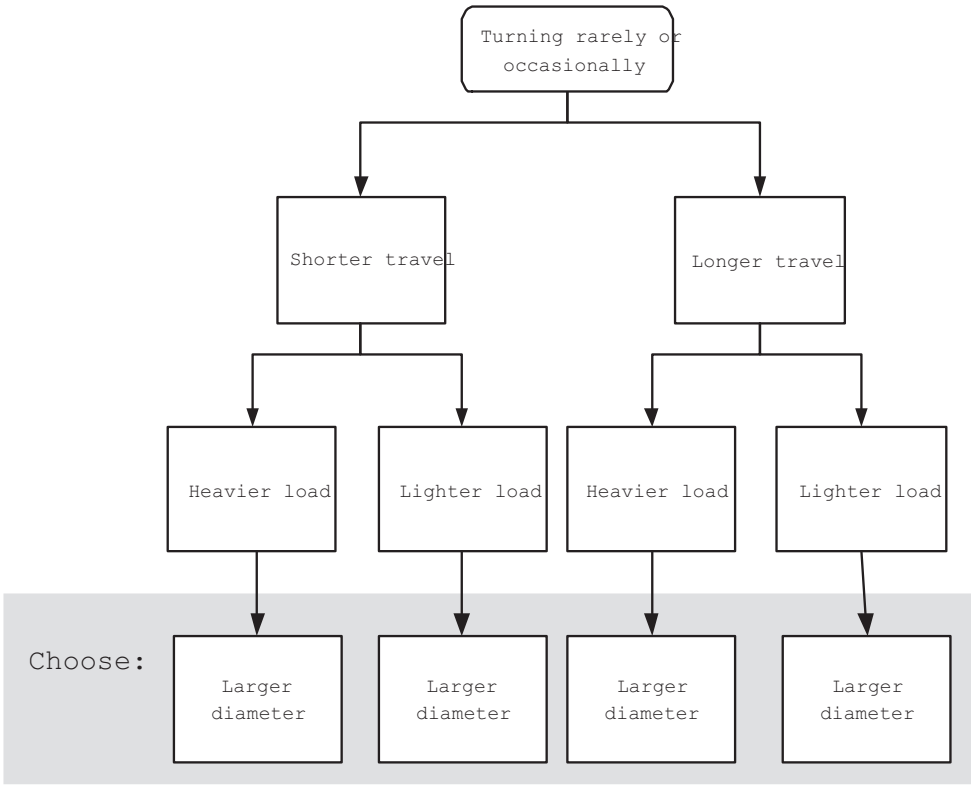 Turning rarely or
occasionally
Shorter travel
Longer travel
Heavier load
Lighter load
Heavier load
Lighter load
Choose:
Larger
diameter
Larger
diameter
Larger
diameter
Larger
diameter